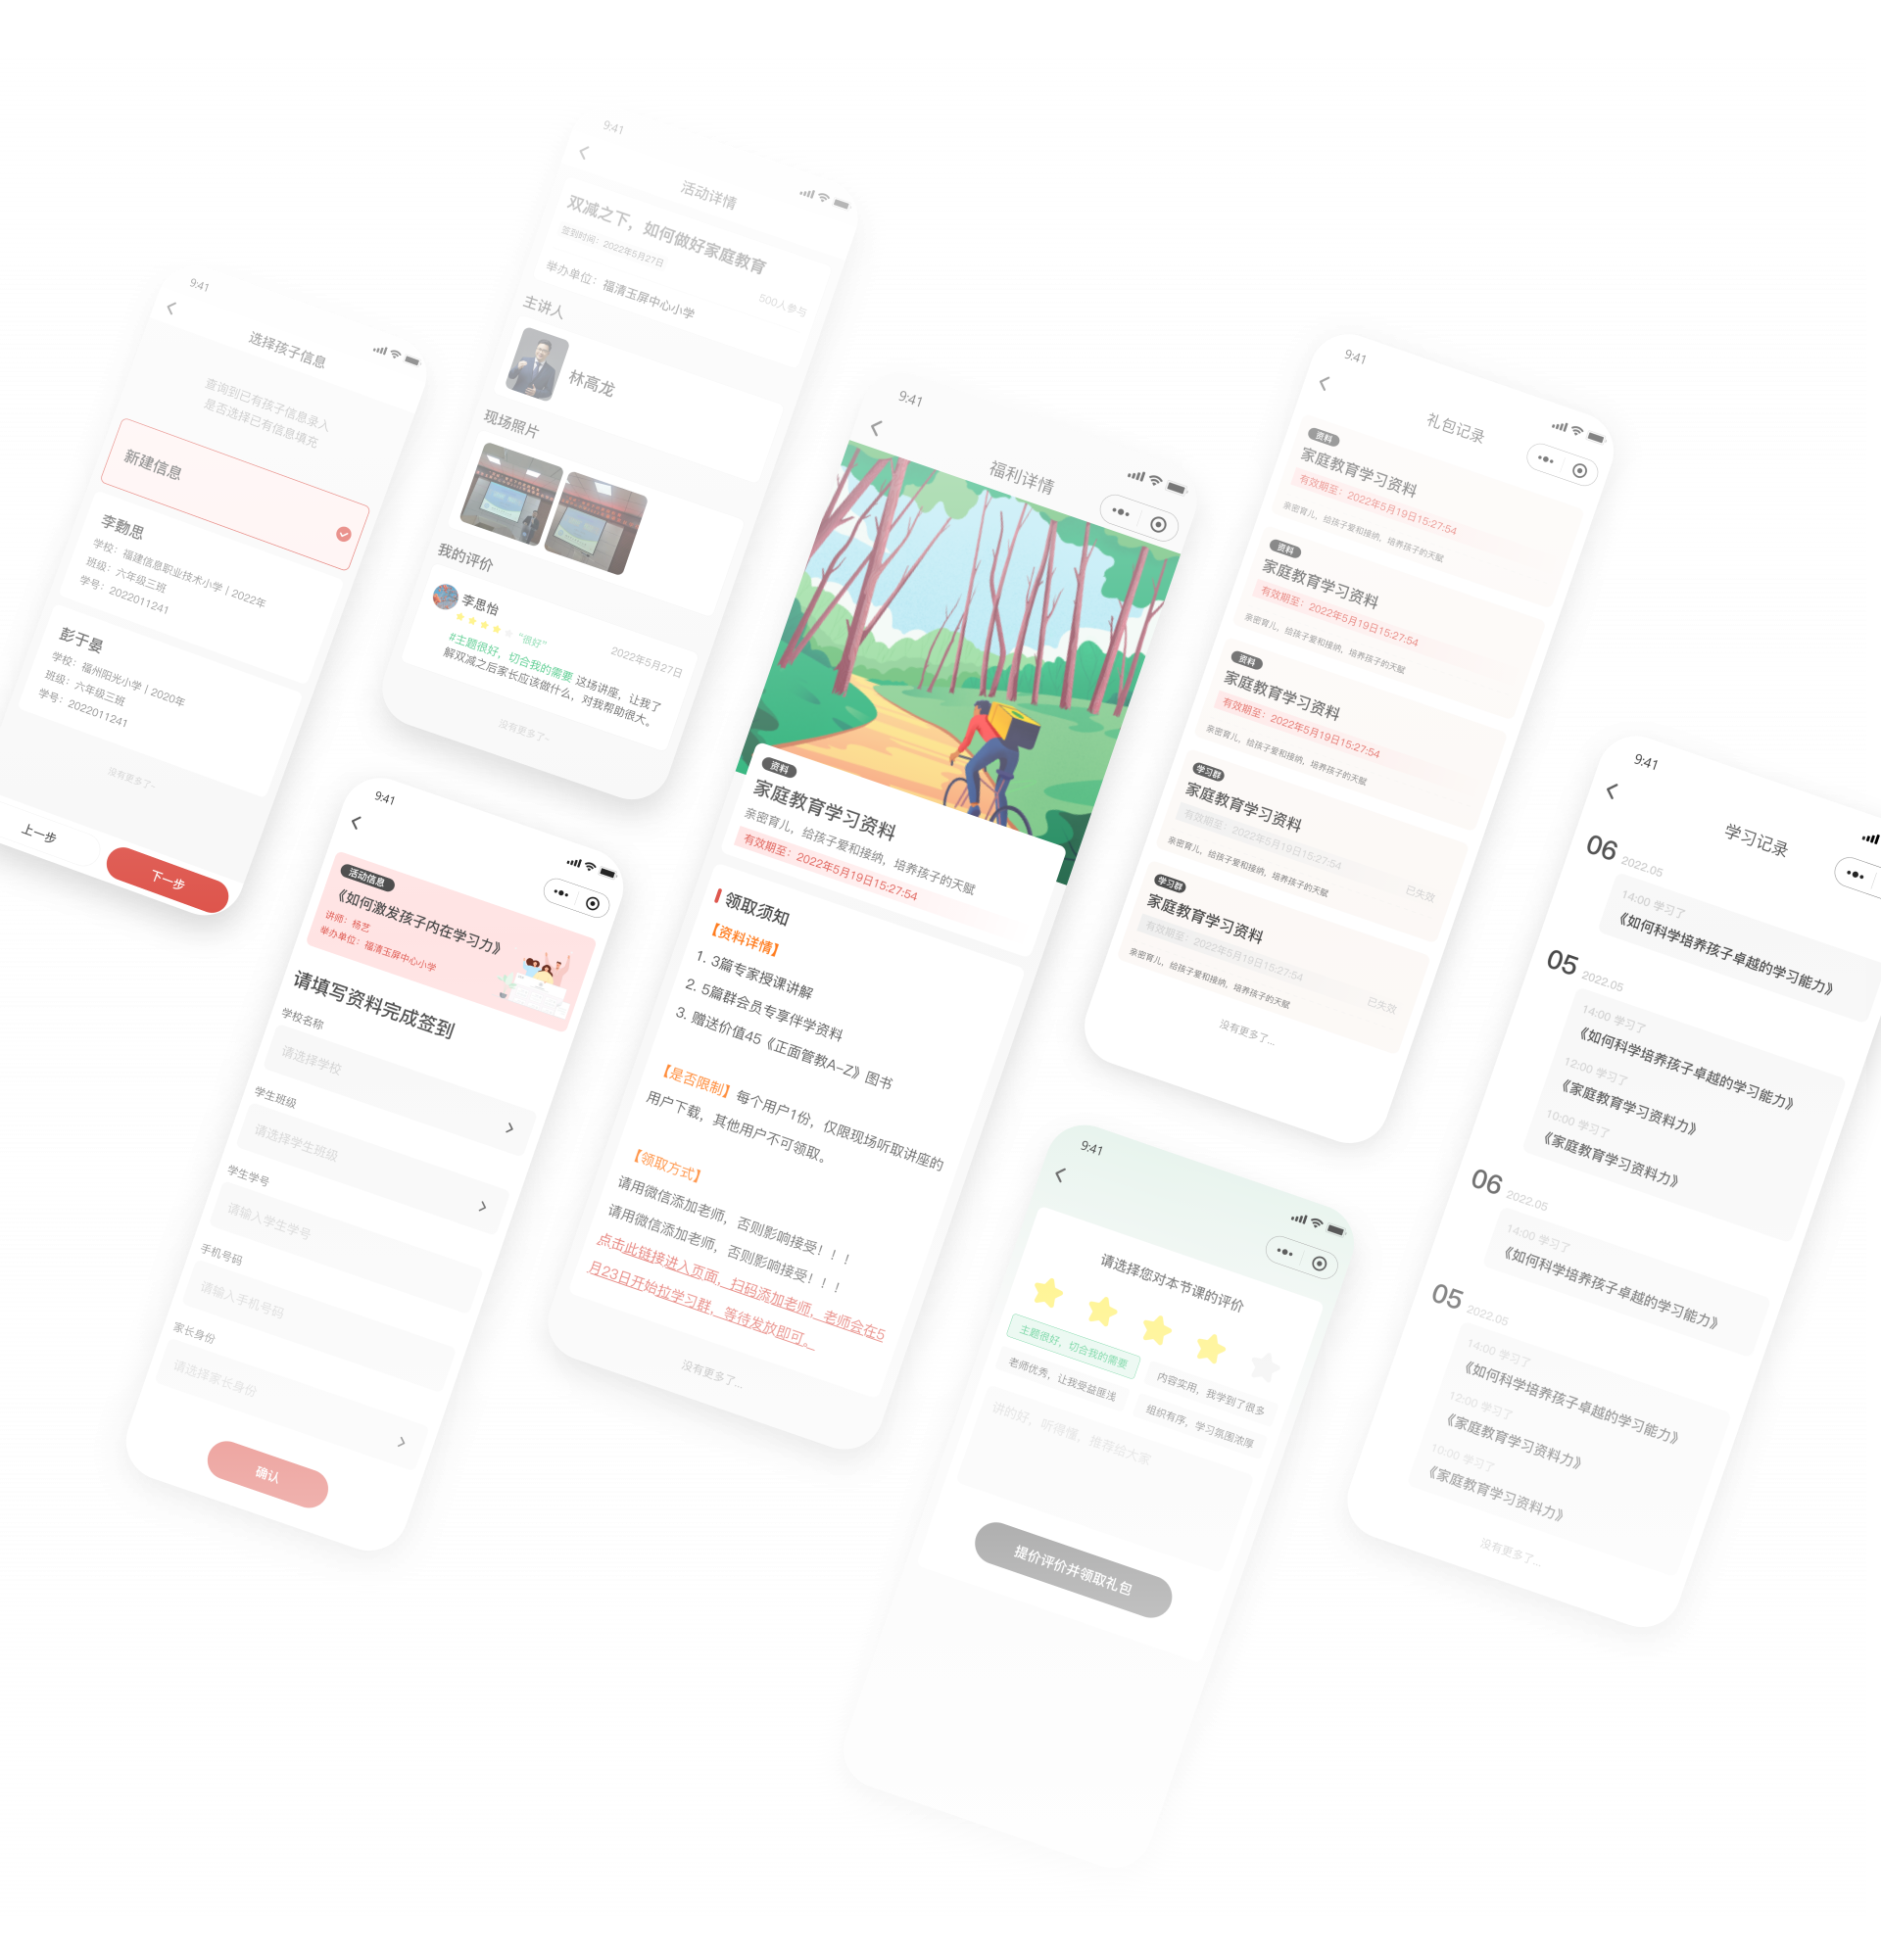 9:41
选择孩子信息
查询到已有孩子信息录入
是否选择已有信息填充
新建信息
李勤思
学校：福建信息职业技术小学 | 2022年
班级：六年级三班
学号：2022011241
彭于晏
学校：福州阳光小学 | 2020年
班级：六年级三班
学号：2022011241
没有更多了~
上一步
下一步
9:41
活动详情
双减之下，如何做好家庭教育
签到时间：2022年5月27日
举办单位：福清玉屏中心小学
500人参与
主讲人
林高龙
现场照片
我的评价
李思怡
“很好”
2022年5月27日
#主题很好，切合我的需要 这场讲座，让我了
解双减之后家长应该做什么，对我帮助很大。
没有更多了~
9:41
活动信息
《如何激发孩子内在学习力》
讲师：杨艺
举办单位：福清玉屏中心小学
请填写资料完成签到
学校名称
请选择学校
学生班级
请选择学生班级
学生学号
请输入学生学号
手机号码
请输入手机号码
家长身份
请选择家长身份
确认
9:41
福利详情
资料
家庭教育学习资料
亲密育儿，给孩子爱和接纳，培养孩子的天赋
有效期至：2022年5月19日15:27:54
领取须知
【资料详情】
1. 3篇专家授课讲解
2. 5篇群会员专享伴学资料
3. 赠送价值45《正面管教A–Z》图书
【是否限制】每个用户1份，仅限现场听取讲座的
用户下载，其他用户不可领取。
【领取方式】
请用微信添加老师，否则影响接受！！！
请用微信添加老师，否则影响接受！！！
点击此链接进入页面，扫码添加老师，老师会在5
月23日开始拉学习群，等待发放即可。
没有更多了...
9:41
礼包记录
资料
家庭教育学习资料
有效期至：2022年5月19日15:27:54
亲密育儿，给孩子爱和接纳，培养孩子的天赋
资料
家庭教育学习资料
有效期至：2022年5月19日15:27:54
亲密育儿，给孩子爱和接纳，培养孩子的天赋
资料
家庭教育学习资料
有效期至：2022年5月19日15:27:54
亲密育儿，给孩子爱和接纳，培养孩子的天赋
学习群
家庭教育学习资料
有效期至：2022年5月19日15:27:54
亲密育儿，给孩子爱和接纳，培养孩子的天赋
已失效
学习群
家庭教育学习资料
有效期至：2022年5月19日15:27:54
亲密育儿，给孩子爱和接纳，培养孩子的天赋
已失效
没有更多了...
9:41
请选择您对本节课的评价
主题很好，切合我的需要
内容实用，我学到了很多
老师优秀，让我受益匪浅
组织有序，学习氛围浓厚
讲的好，听得懂，推荐给大家
提价评价并领取礼包
9:41
学习记录
06 2022.05
14:00 学习了
《如何科学培养孩子卓越的学习能力》
05 2022.05
14:00 学习了
《如何科学培养孩子卓越的学习能力》
12:00 学习了
《家庭教育学习资料力》
10:00 学习了
《家庭教育学习资料力》
06 2022.05
14:00 学习了
《如何科学培养孩子卓越的学习能力》
05 2022.05
14:00 学习了
《如何科学培养孩子卓越的学习能力》
12:00 学习了
《家庭教育学习资料力》
10:00 学习了
《家庭教育学习资料力》
没有更多了...